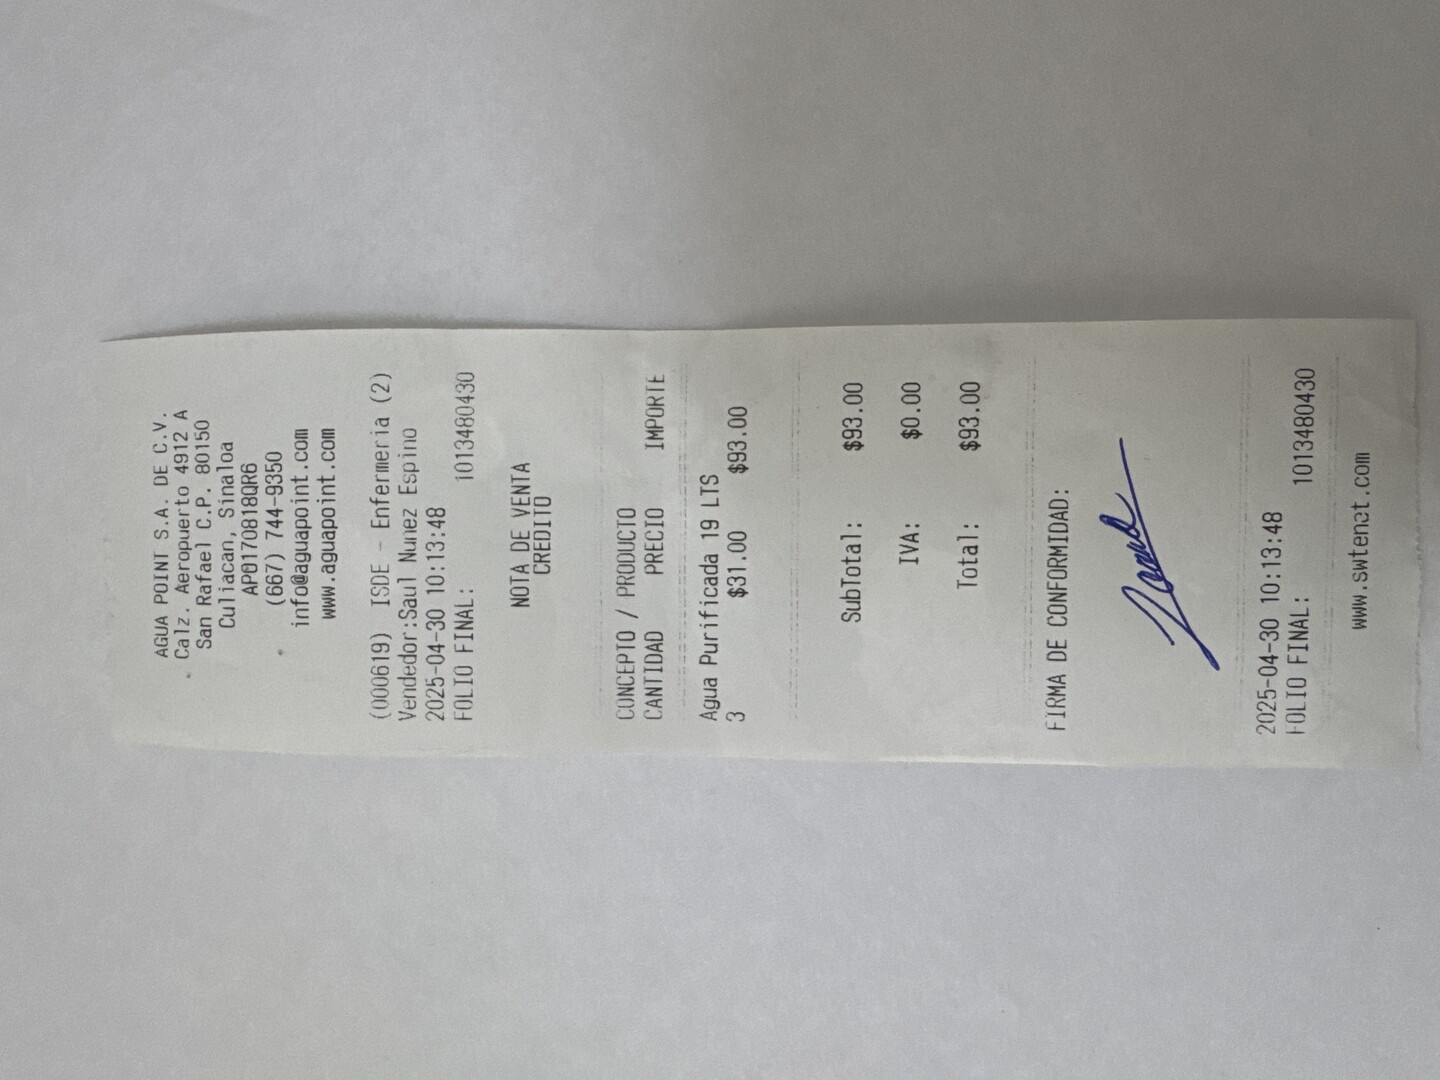 AGUA POINT S.A. DE C.V.
Calz. Aeropuerto 4912 A
San Rafael C.P. 80150
Culiacan, Sinaloa
APO170818QR6
(667) 744-9350
info@aguapoint.com
www.aguapoint.com
(000619) ISDE - Enfermeria (2)
Vendedor:Saul Nunez Espino
2025-04-30 10:13:48
FOLIO FINAL: 1013480430
NOTA DE VENTA
CREDITO
CONCEPTO / PRODUCTO
CANTIDAD PRECIO IMPORTE
Agua Purificada 19 LTS
3 $31.00 $93.00
SubTotal: $93.00
IVA: $0.00
Total: $93.00
FIRMA DE CONFORMIDAD:
2025-04-30 10:13:48
FOLIO FINAL: 1013480430
www.swtenet.com